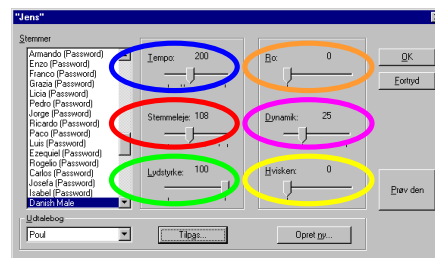 "Jens"
Stemmer
Armando (Password)
Enzo (Password)
Franco (Password)
Grazia (Password)
Licia (Password)
Pedro (Password)
Jorge (Password)
Ricardo (Password)
Paco (Password)
Luis (Password)
Ezequiel (Password)
Rogelio (Password)
Carlos (Password)
Josefa (Password)
Isabel (Password)
Danish Male
Tempo: 200
Stemmeleje: 108
Lydstyrke: 100
Ro: 0
Dynamik: 25
Hvisken: 0
OK
Fortryd
Prøv den
Udtalebog
Poul
Tilpas...
Opret ny...